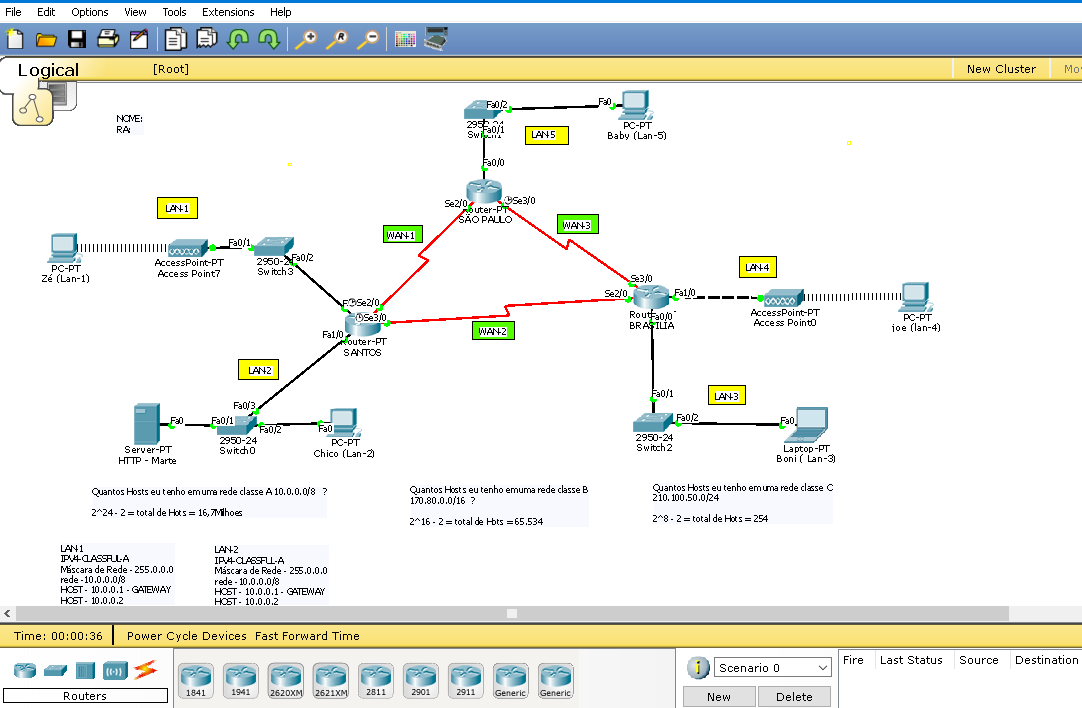 File Edit Options View Tools Extensions Help
Logical
[Root]
New Cluster
NOME:
RA:
Fa0/2
2950-24
Fa0/1
Fa0
PC-PT
Baby (Lan-5)
LAN-5
Fa0/0
Se2/0
Se3/0
SÃO PAULO
LAN-1
WAN-1
WAN-3
PC-PT
Zé (Lan-1)
AccessPoint-PT
Access Point7
Fa0/1
Fa0/2
Switch3
LAN-4
Se3/0
Se2/0
Fa1/0
Fa0/0
BRASILIA
AccessPoint-PT
Access Point0
PC-PT
joe (lan-4)
Se2/0
Se3/0
Fa1/0
SANTOS
WAN-2
LAN-2
LAN-3
Fa0/3
Fa0
Fa0/1
Fa0/2
Fa0
2950-24
Switch0
Server-PT
HTTP - Marte
PC-PT
Chico (Lan-2)
Fa0/1
Fa0/2
Fa0
2950-24
Switch2
Laptop-PT
Boni ( Lan-3)
Quantos Hosts eu tenho em uma rede classe A 10.0.0.0/8 ?
2^24 - 2 = total de Hots = 16,7Milhoes
Quantos Hosts eu tenho em uma rede classe B
170.80.0.0/16 ?
2^16 - 2 = total de Hots = 65.534
Quantos Hosts eu tenho em uma rede classe C
210.100.50.0/24
2^8 - 2 = total de Hots = 254
LAN-1
IPV4-CLASSFUL-A
Máscara de Rede - 255.0.0.0
rede - 10.0.0.0/8
HOST - 10.0.0.1 - GATEWAY
HOST - 10.0.0.2
LAN-2
IPV4-CLASSFULL-A
Máscara de Rede - 255.0.0.0
rede - 10.0.0.0/8
HOST - 10.0.0.1 - GATEWAY
HOST - 10.0.0.2
Time: 00:00:36
Power Cycle Devices Fast Forward Time
Routers
1841
1941
2620XM
2621XM
2811
2901
2911
Generic
Generic
Scenario 0
New
Delete
Fire
Last Status
Source
Destination